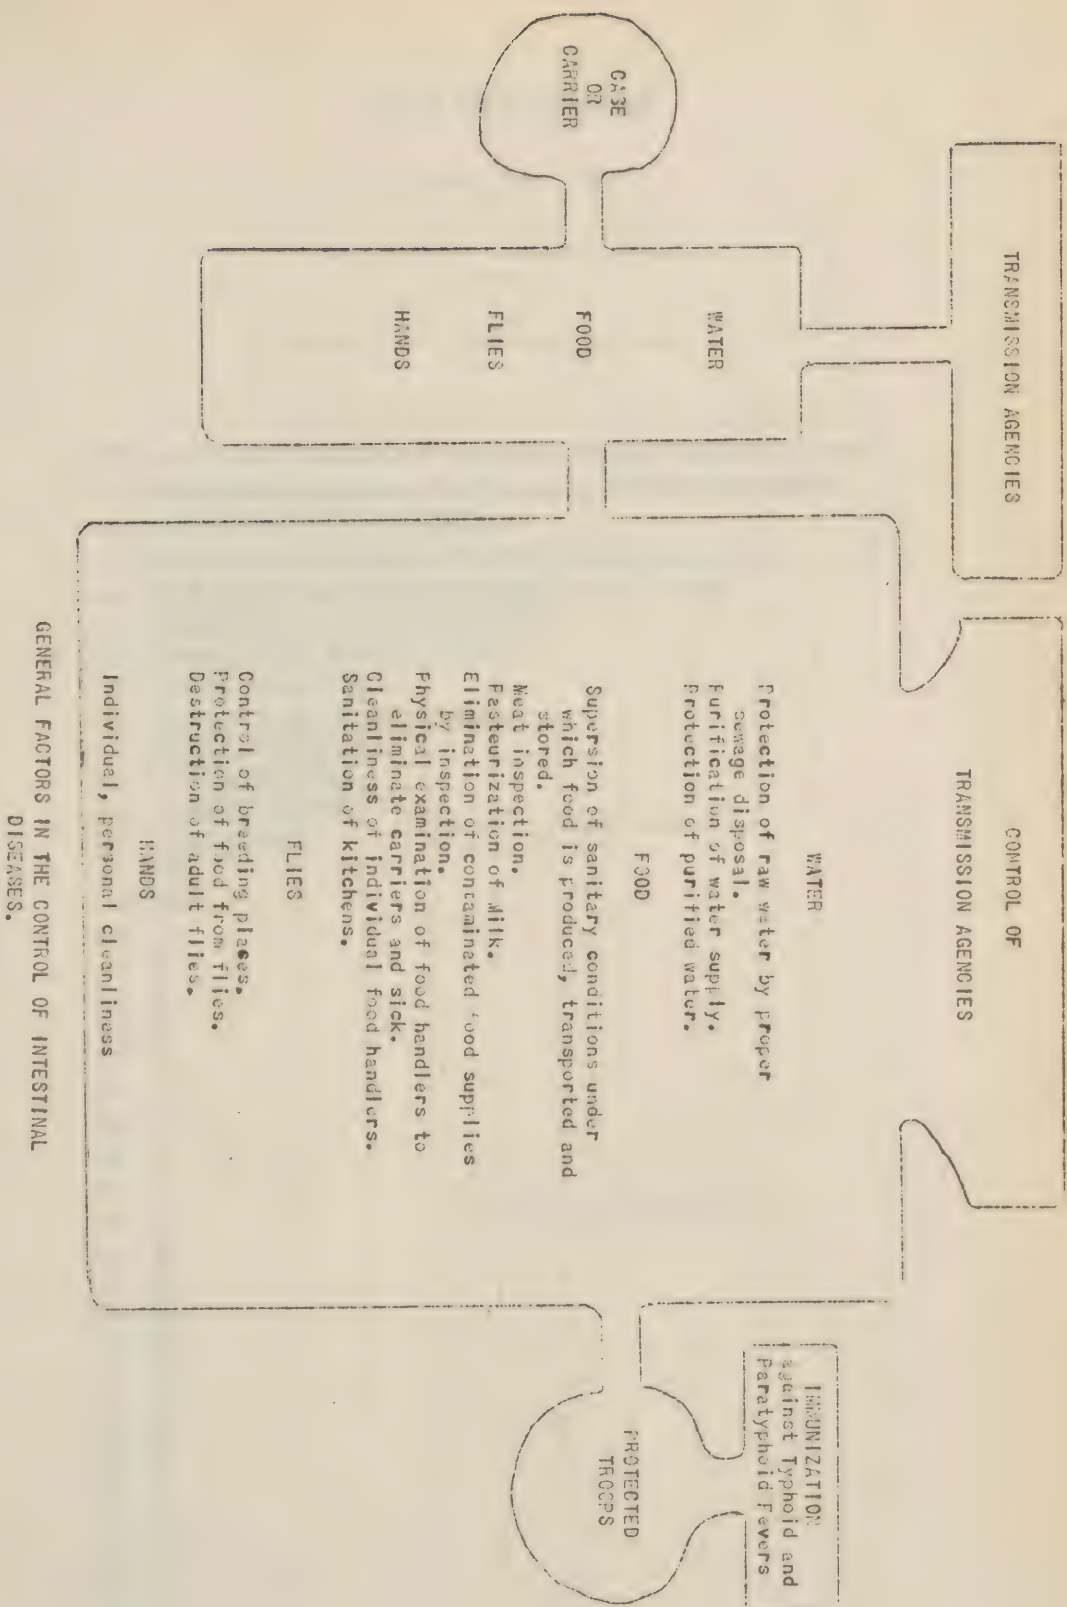 TRANSMISSION AGENCIES
CONTROL OF
TRANSMISSION AGENCIES
IMMUNIZATION
against Typhoid and
Paratyphoid Fevers
CASE
OR
CARRIER
WATER
FOOD
FLIES
HANDS
WATER
Protection of raw water by proper
sewage disposal.
Purification of water supply.
Protection of purified water.
FOOD
Supersion of sanitary conditions under
which food is produced, transported and
stored.
Meat inspection.
Pasteurization of Milk.
Elimination of contaminated food supplies
by inspection.
Physical examination of food handlers to
eliminate carriers and sick.
Cleanliness of individual food handlers.
Sanitation of kitchens.
FLIES
Control of breeding places.
Protection of food from flies.
Destruction of adult flies.
HANDS
Individual, personal cleanliness
PROTECTED
TROOPS
GENERAL FACTORS IN THE CONTROL OF INTESTINAL
DISEASES.